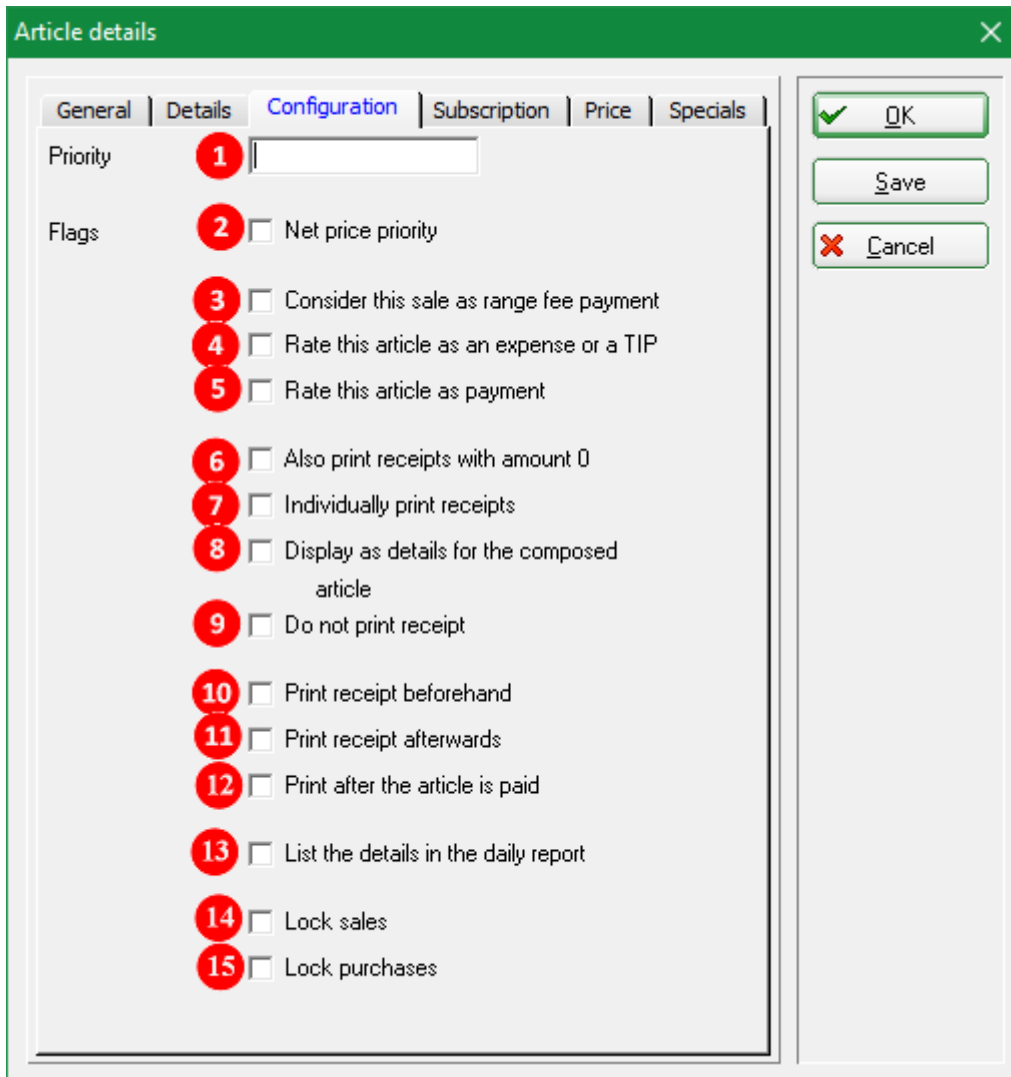 Article details
General Details Configuration Subscription Price Specials
OK
Save
Cancel
Priority 1
Flags 2 Net price priority
3 Consider this sale as range fee payment
4 Rate this article as an expense or a TIP
5 Rate this article as payment
6 Also print receipts with amount 0
7 Individually print receipts
8 Display as details for the composed
article
9 Do not print receipt
10 Print receipt beforehand
11 Print receipt afterwards
12 Print after the article is paid
13 List the details in the daily report
14 Lock sales
15 Lock purchases